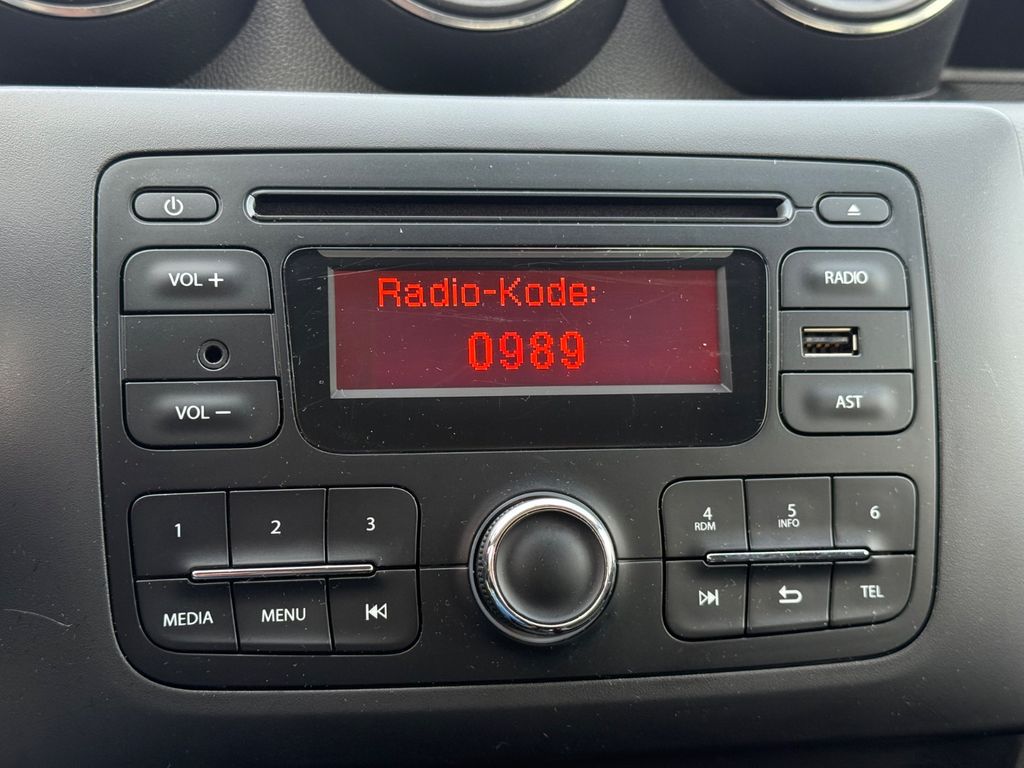 VOL +
RADIO
Radio-Kode:
0989
VOL −
AST
1
2
3
4
RDM
5
INFO
6
MEDIA
MENU
TEL